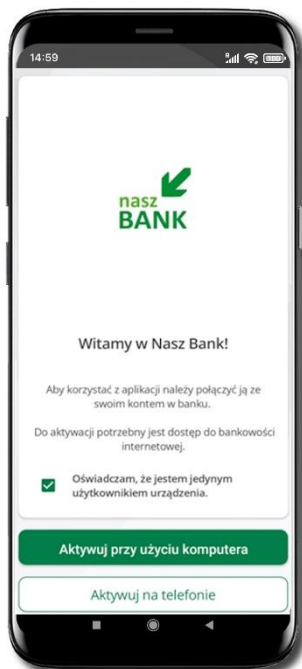 14:59
nasz
BANK
Witamy w Nasz Bank!
Aby korzystać z aplikacji należy połączyć ją ze
swoim kontem w banku.
Do aktywacji potrzebny jest dostęp do bankowości
internetowej.
Oświadczam, że jestem jedynym
użytkownikiem urządzenia.
Aktywuj przy użyciu komputera
Aktywuj na telefonie